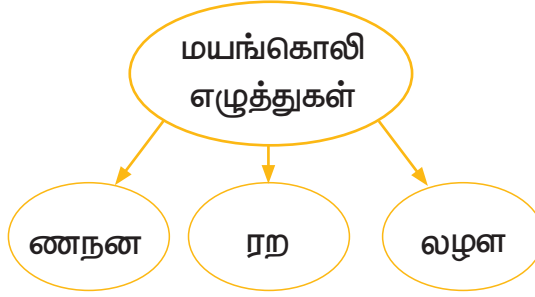 மயங்கொலி
எழுத்துகள்
ணநன
ரற
லழள